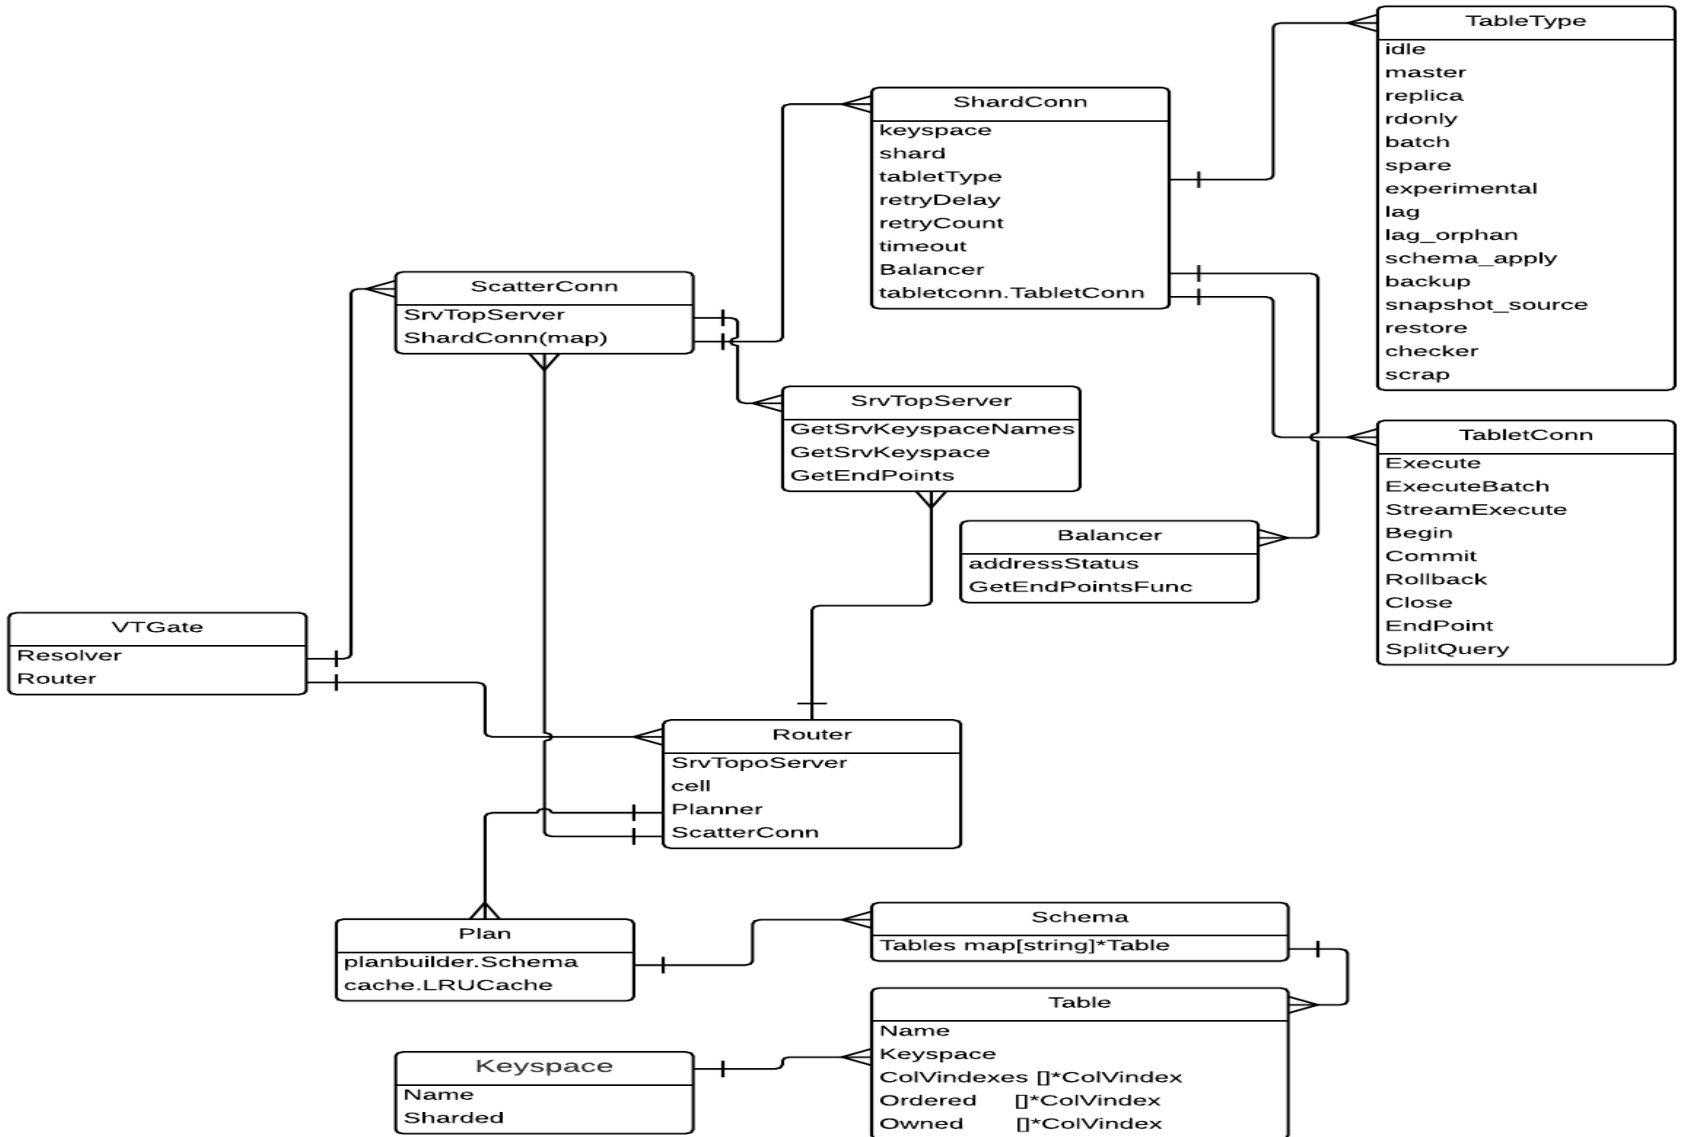 TableType
idle
master
replica
rdonly
batch
spare
experimental
lag
lag_orphan
schema_apply
backup
snapshot_source
restore
checker
scrap
ShardConn
keyspace
shard
tabletType
retryDelay
retryCount
timeout
Balancer
tabletconn.TabletConn
ScatterConn
SrvTopServer
ShardConn(map)
SrvTopServer
GetSrvKeyspaceNames
GetSrvKeyspace
GetEndPoints
TabletConn
Execute
ExecuteBatch
StreamExecute
Begin
Commit
Rollback
Close
EndPoint
SplitQuery
Balancer
addressStatus
GetEndPointsFunc
VTGate
Resolver
Router
Router
SrvTopoServer
cell
Planner
ScatterConn
Plan
planbuilder.Schema
cache.LRUCache
Schema
Tables map[string]*Table
Table
Name
Keyspace
ColVindexes []*ColVindex
Ordered []*ColVindex
Owned []*ColVindex
Keyspace
Name
Sharded